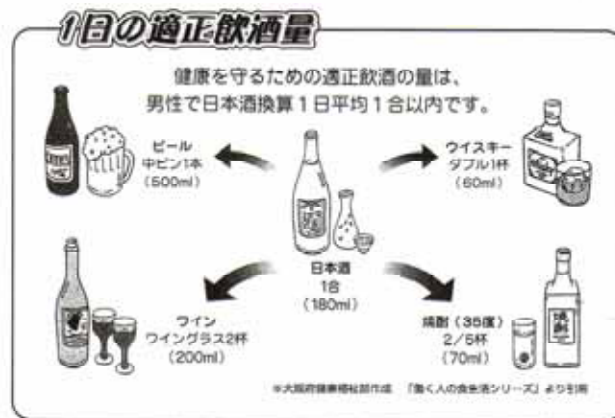 1日の適正飲酒量
健康を守るための適正飲酒の量は、
男性で日本酒換算1日平均1合以内です。
ビール
中ビン1本
(500ml)
ウイスキー
ダブル1杯
(60ml)
日本酒
1合
(180ml)
ワイン
ワイングラス2杯
(200ml)
焼酎(35度)
2/5杯
(70ml)
焼酎
※大阪府健康福祉部作成 「働く人の食生活シリーズ」より引用